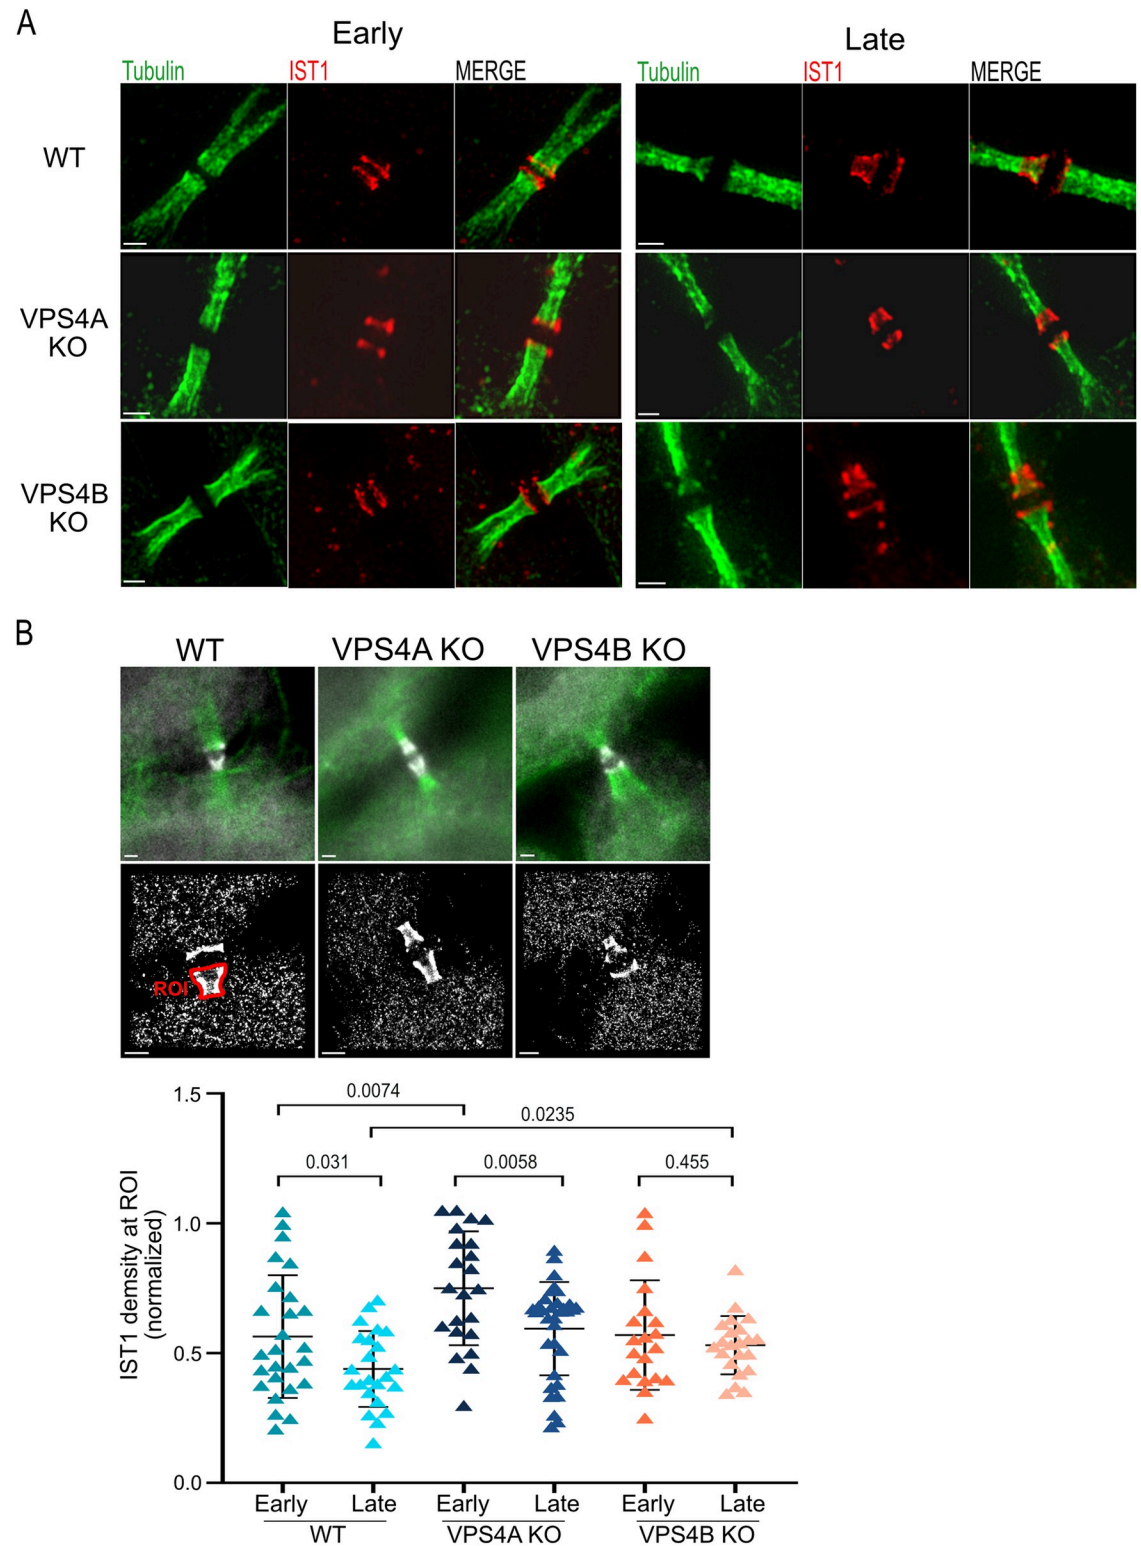 A
Early
Late
Tubulin IST1 MERGE Tubulin IST1 MERGE
WT
VPS4A
KO
VPS4B
KO
B
WT VPS4A KO VPS4B KO
ROI
1.5
1.0
0.5
0.0
IST1 demsity at ROI
(normalized)
0.0074
0.0235
0.031
0.0058
0.455
Early Late Early Late Early Late
WT VPS4A KO VPS4B KO